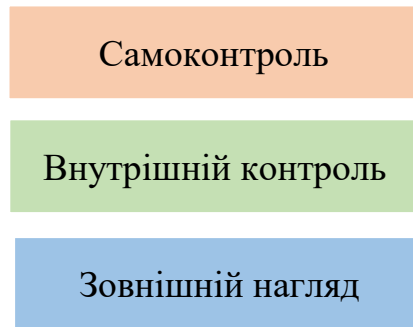 Самоконтроль
Внутрішній контроль
Зовнішній нагляд